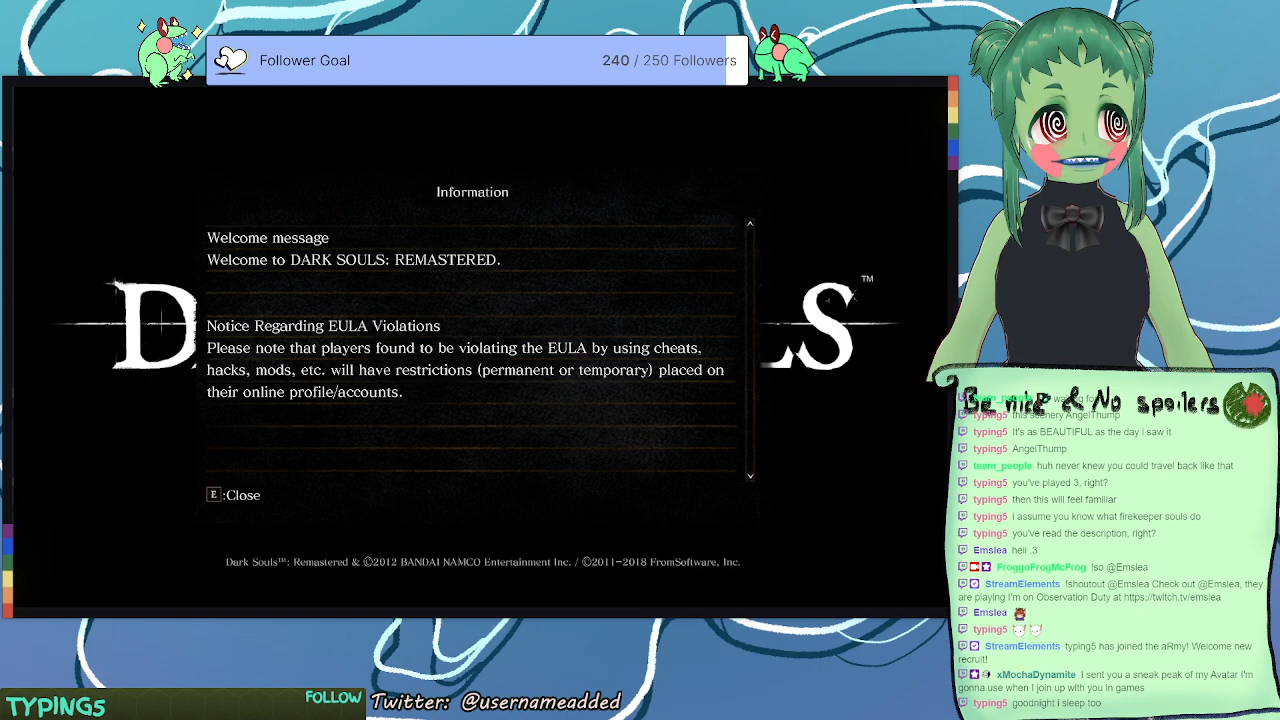 Follower Goal
240 / 250 Followers
Information
Welcome message
Welcome to DARK SOULS: REMASTERED.
Notice Regarding EULA Violations
Please note that players found to be violating the EULA by using cheats,
hacks, mods, etc. will have restrictions (permanent or temporary) placed on
their online profile/accounts.
E:Close
D
LS™
Dark Souls™: Remastered & ©2012 BANDAI NAMCO Entertainment Inc. / ©2011-2018 FromSoftware, Inc.
Be nice & No spoilers
typing5 this scenery AngelThump
typing5 It's as BEAUTIFUL as the day i saw it
typing5 AngelThump
team_people huh never knew you could travel back like that
typing5 you've played 3, right?
typing5 then this will feel familiar
typing5 i assume you know what firekeeper souls do
typing5 you've read the description, right?
Emslea heii .3
FroggoFrogMcFrog !so @Emslea
StreamElements !shoutout @Emslea Check out @Emslea, they
are playing I'm on Observation Duty at https://twitch.tv/emslea
Emslea
typing5
StreamElements typing5 has joined the aRmy! Welcome new
recruit!
xMochaDynamite I sent you a sneak peak of my Avatar I'm
gonna use when I join up with you in games
typing5 goodnight i sleep too
TYPING5
FOLLOW
Twitter: @usernameadded